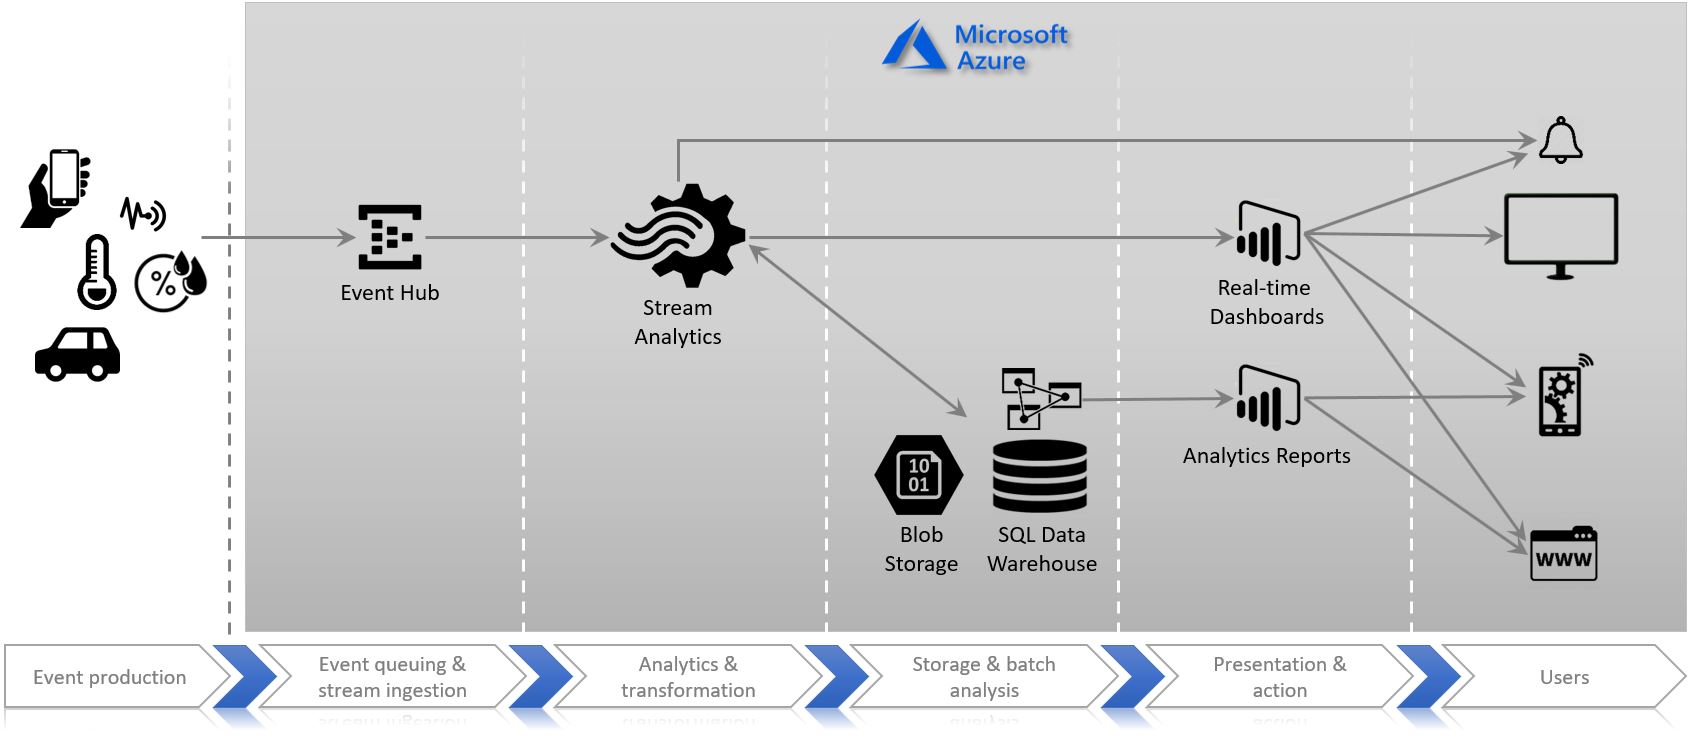 Microsoft
Azure
%
Event Hub
Stream
Analytics
Real-time
Dashboards
Analytics Reports
10
01
Blob
Storage
SQL Data
Warehouse
www
Event production
Event queuing &
stream ingestion
Analytics &
transformation
Storage & batch
analysis
Presentation &
action
Users